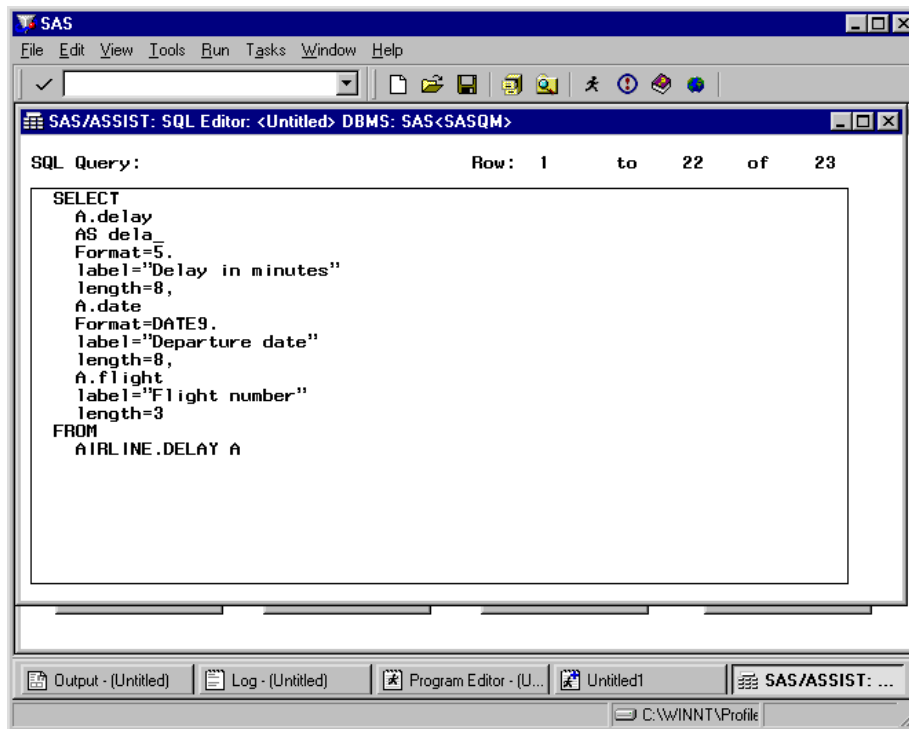 SAS
File Edit View Tools Run Tasks Window Help
SAS/ASSIST: SQL Editor: <Untitled> DBMS: SAS<SASQM>
SQL Query: Row: 1 to 22 of 23
SELECT
A.delay
AS dela_
Format=5.
label="Delay in minutes"
length=8,
A.date
Format=DATE9.
label="Departure date"
length=8,
A.flight
label="Flight number"
length=3
FROM
AIRLINE.DELAY A
Output - (Untitled) Log - (Untitled) Program Editor - (U... Untitled1 SAS/ASSIST: ...
C:\WINNT\Profile